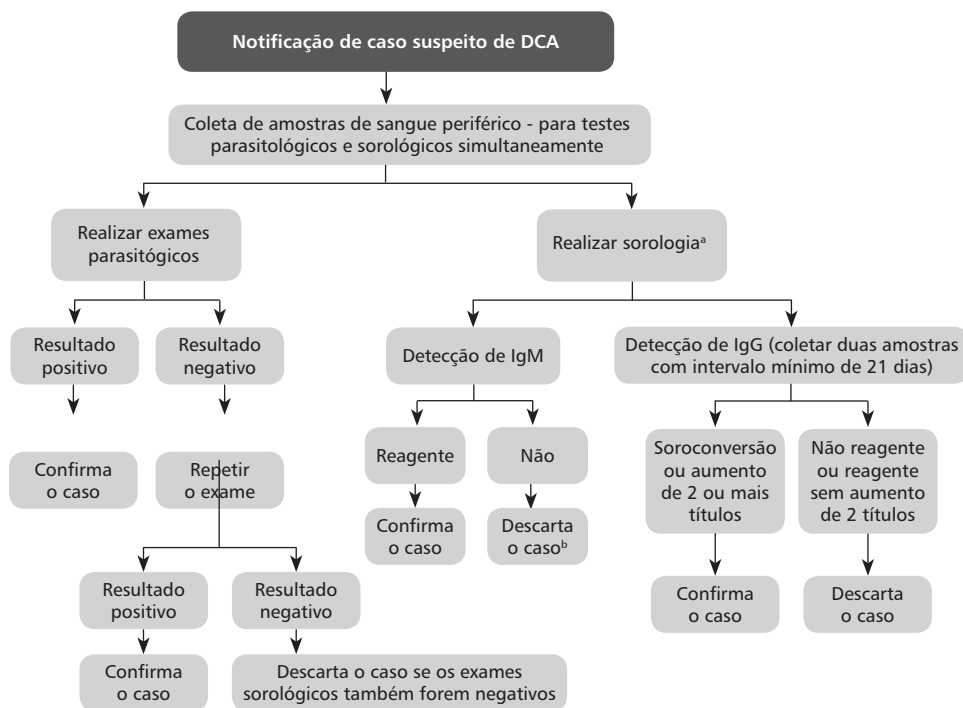 Notificação de caso suspeito de DCA
Coleta de amostras de sangue periférico - para testes
parasitológicos e sorológicos simultaneamente
Realizar exames
parasitógicos
Realizar sorologiaᵃ
Resultado
positivo
Resultado
negativo
Detecção de IgM
Detecção de IgG (coletar duas amostras
com intervalo mínimo de 21 dias)
Confirma
o caso
Repetir
o exame
Reagente
Não
Soroconversão
ou aumento
de 2 ou mais
títulos
Não reagente
ou reagente
sem aumento
de 2 títulos
Confirma
o caso
Descarta
o casoᵇ
Resultado
positivo
Resultado
negativo
Confirma
o caso
Descarta
o caso
Confirma
o caso
Descarta o caso se os exames
sorológicos também forem negativos